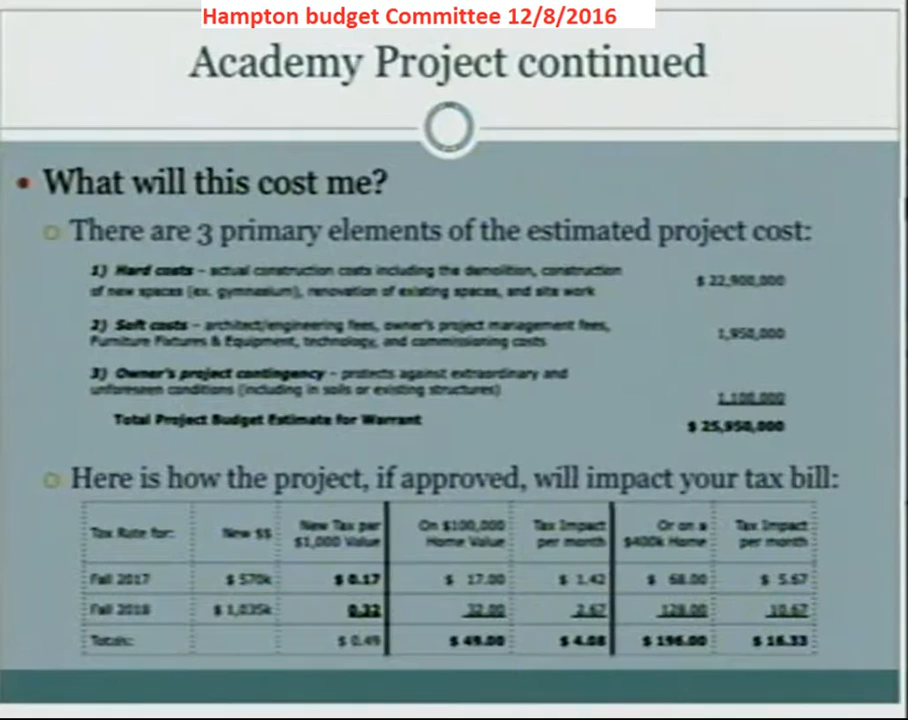 Hampton budget Committee 12/8/2016
Academy Project continued
What will this cost me?
There are 3 primary elements of the estimated project cost:
1) Hard costs – actual construction costs including the demolition, construction
of new spaces (ex. gymnasium), renovation of existing spaces, and site work
$ 22,900,000
2) Soft costs – architect/engineering fees, owner's project management fees,
Furniture Fixtures & Equipment, technology, and commissioning costs
1,950,000
3) Owner's project contingency – protects against extraordinary and
unforeseen conditions (including in soils or existing structures)
1,100,000
Total Project Budget Estimate for Warrant
$ 25,950,000
Here is how the project, if approved, will impact your tax bill:
Tax Rate for: New $$ New Tax per $1,000 Value On $100,000 Home Value Tax Impact per month Or on a $400k Home Tax Impact per month
Fall 2017 $ 570k $ 0.17 $ 17.00 $ 1.42 $ 68.00 $ 5.67
Fall 2018 $ 1,035k 0.32 32.00 2.67 128.00 10.67
Totals: $ 0.49 $ 49.00 $ 4.08 $ 196.00 $ 16.33